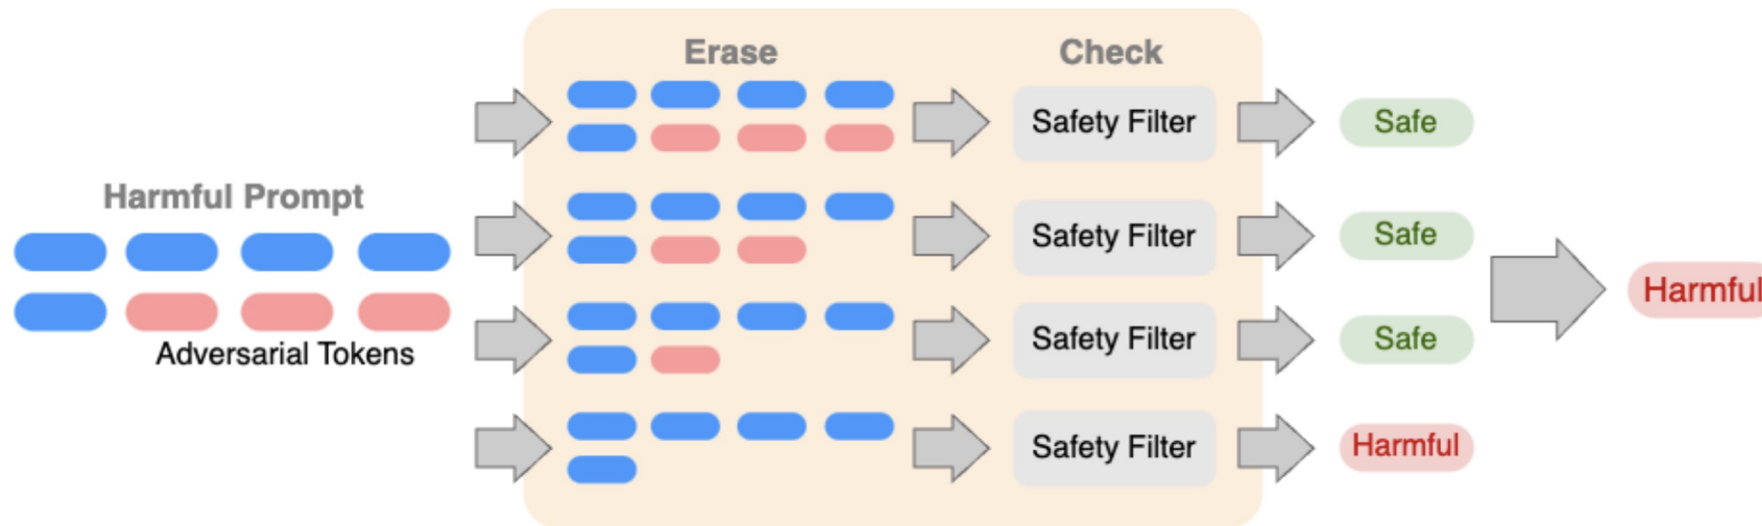 Erase
Check
Safety Filter
Safe
Harmful Prompt
Adversarial Tokens
Safety Filter
Safe
Safety Filter
Safe
Safety Filter
Harmful
Harmful